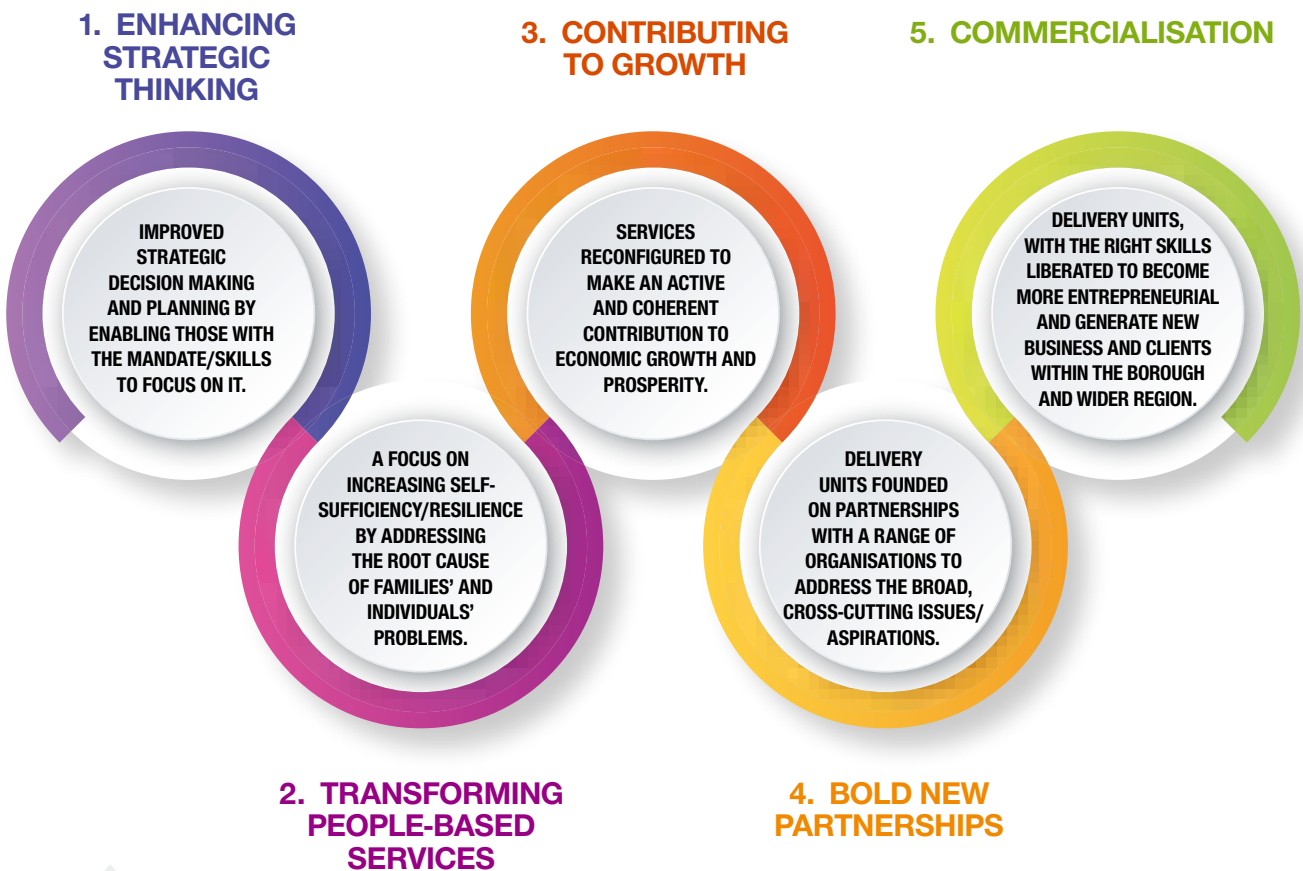 1. ENHANCING
STRATEGIC
THINKING
IMPROVED
STRATEGIC
DECISION MAKING
AND PLANNING BY
ENABLING THOSE WITH
THE MANDATE/SKILLS
TO FOCUS ON IT.
A FOCUS ON
INCREASING SELF-
SUFFICIENCY/RESILIENCE
BY ADDRESSING
THE ROOT CAUSE
OF FAMILIES’ AND
INDIVIDUALS’
PROBLEMS.
2. TRANSFORMING
PEOPLE-BASED
SERVICES
3. CONTRIBUTING
TO GROWTH
SERVICES
RECONFIGURED TO
MAKE AN ACTIVE
AND COHERENT
CONTRIBUTION TO
ECONOMIC GROWTH AND
PROSPERITY.
DELIVERY
UNITS FOUNDED
ON PARTNERSHIPS
WITH A RANGE OF
ORGANISATIONS TO
ADDRESS THE BROAD,
CROSS-CUTTING ISSUES/
ASPIRATIONS.
4. BOLD NEW
PARTNERSHIPS
5. COMMERCIALISATION
DELIVERY UNITS,
WITH THE RIGHT SKILLS
LIBERATED TO BECOME
MORE ENTREPRENEURIAL
AND GENERATE NEW
BUSINESS AND CLIENTS
WITHIN THE BOROUGH
AND WIDER REGION.